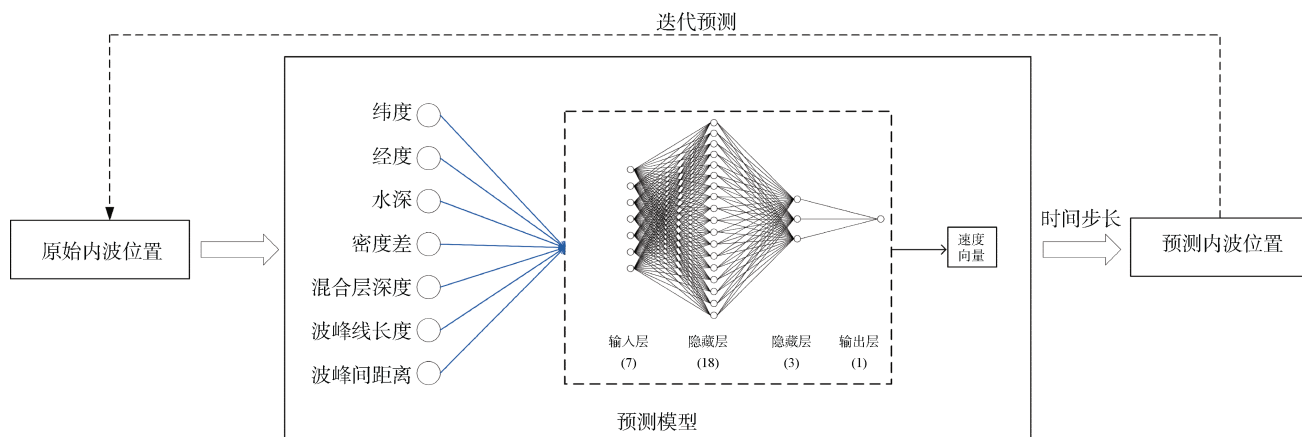 迭代预测
纬度
经度
水深
密度差
混合层深度
波峰线长度
波峰间距离
原始内波位置
输入层
(7)
隐藏层
(18)
隐藏层
(3)
输出层
(1)
速度
向量
时间步长
预测内波位置
预测模型